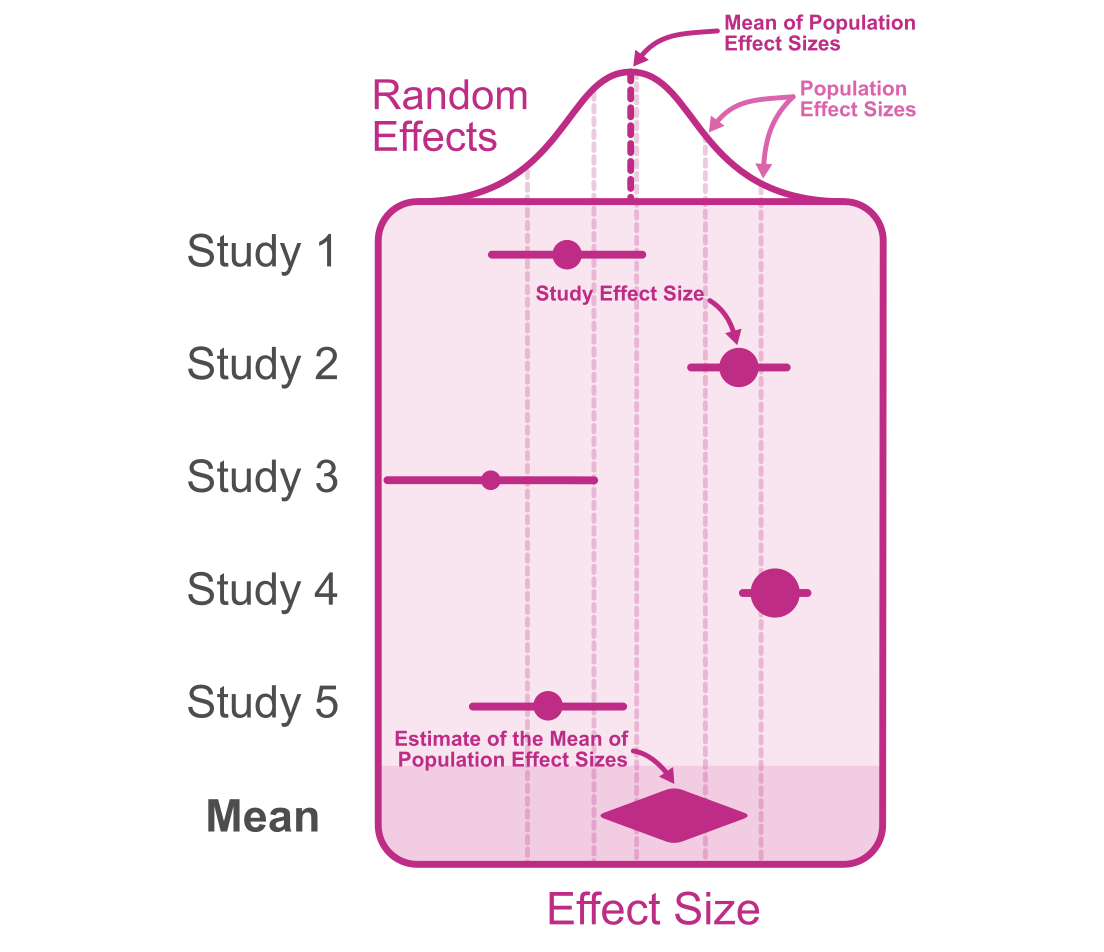 Mean of Population
Effect Sizes
Random
Effects
Population
Effect Sizes
Study 1
Study Effect Size
Study 2
Study 3
Study 4
Study 5
Estimate of the Mean of
Population Effect Sizes
Mean
Effect Size